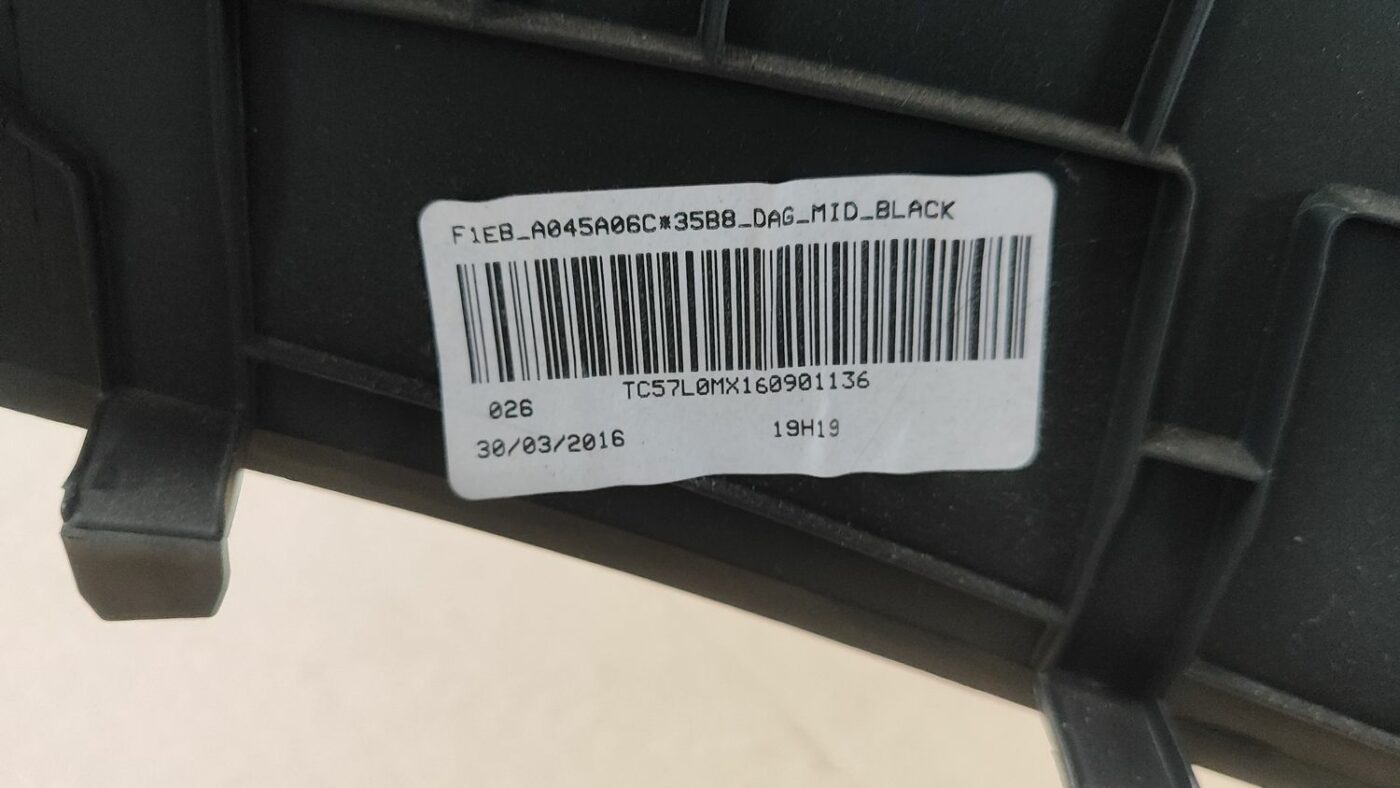 F1EB_A045A06C*35B8_DAG_MID_BLACK
TC57L0MX160901136
026
30/03/2016 19H19